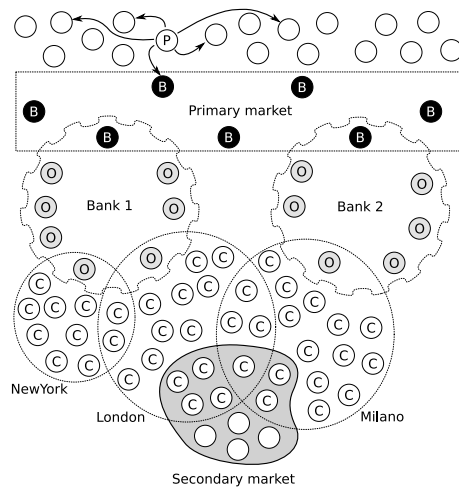 P
B B
B Primary market B
B B B
O O O O
O Bank 1 O O Bank 2
O
O O O O
C C C C
C C C C C C
C C C C C C C
C C C C C C C C
C C C C C C C
C C C C C C C
NewYork
C C C C C C
London C Milano
Secondary market